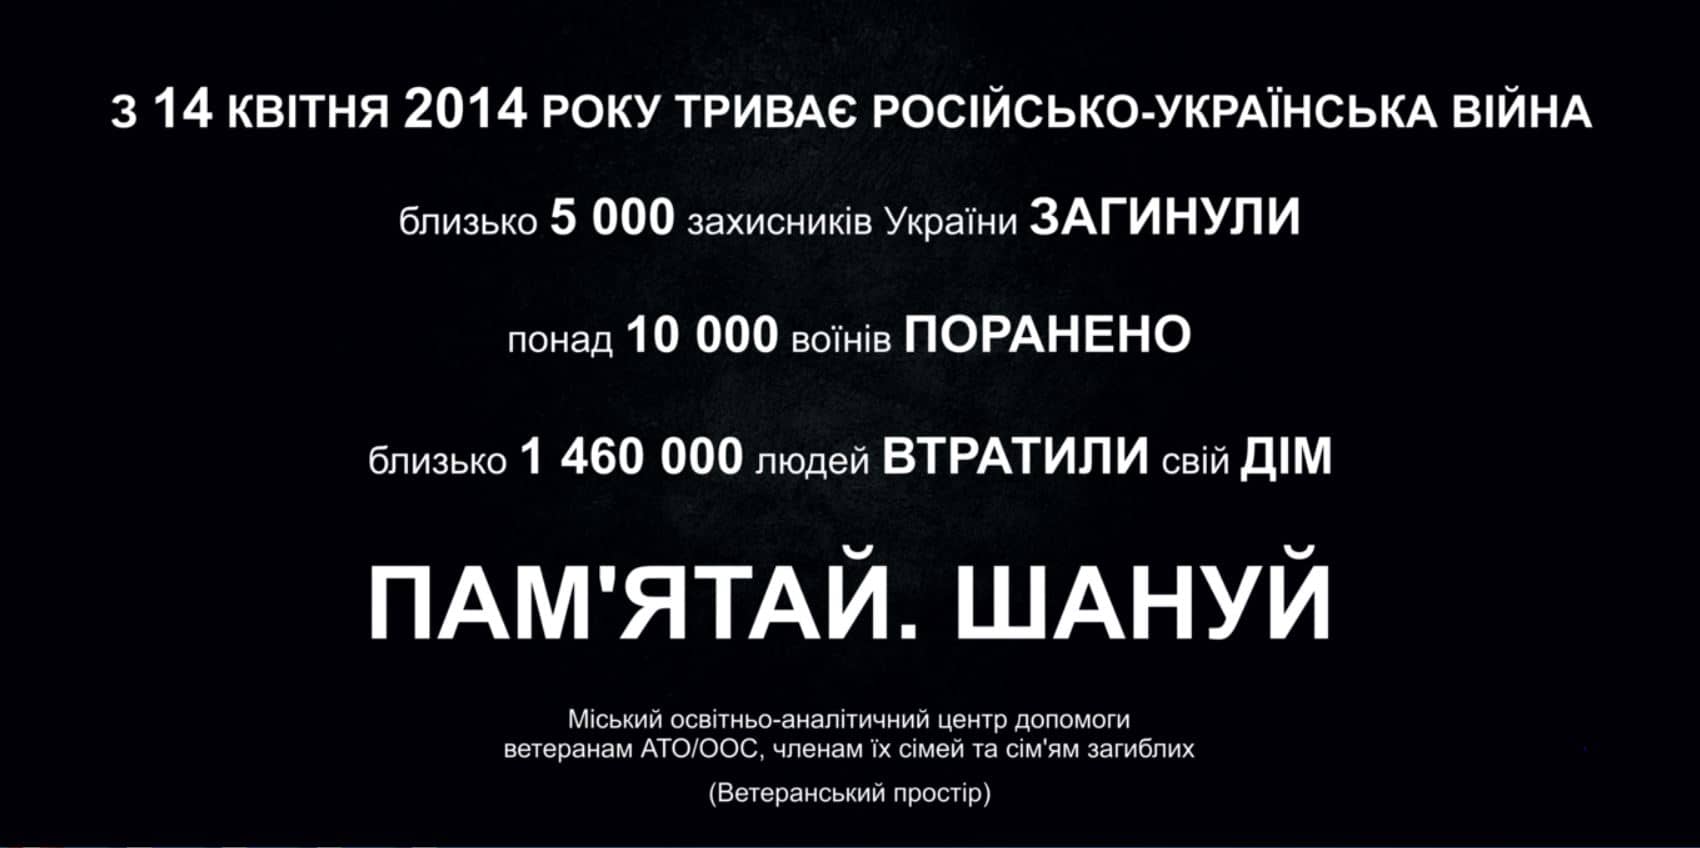 З 14 КВІТНЯ 2014 РОКУ ТРИВАЄ РОСІЙСЬКО-УКРАЇНСЬКА ВІЙНА
близько 5 000 захисників України ЗАГИНУЛИ
понад 10 000 воїнів ПОРАНЕНО
близько 1 460 000 людей ВТРАТИЛИ свій ДІМ
ПАМ'ЯТАЙ. ШАНУЙ
Міський освітньо-аналітичний центр допомоги
ветеранам АТО/ООС, членам їх сімей та сім'ям загиблих
(Ветеранський простір)